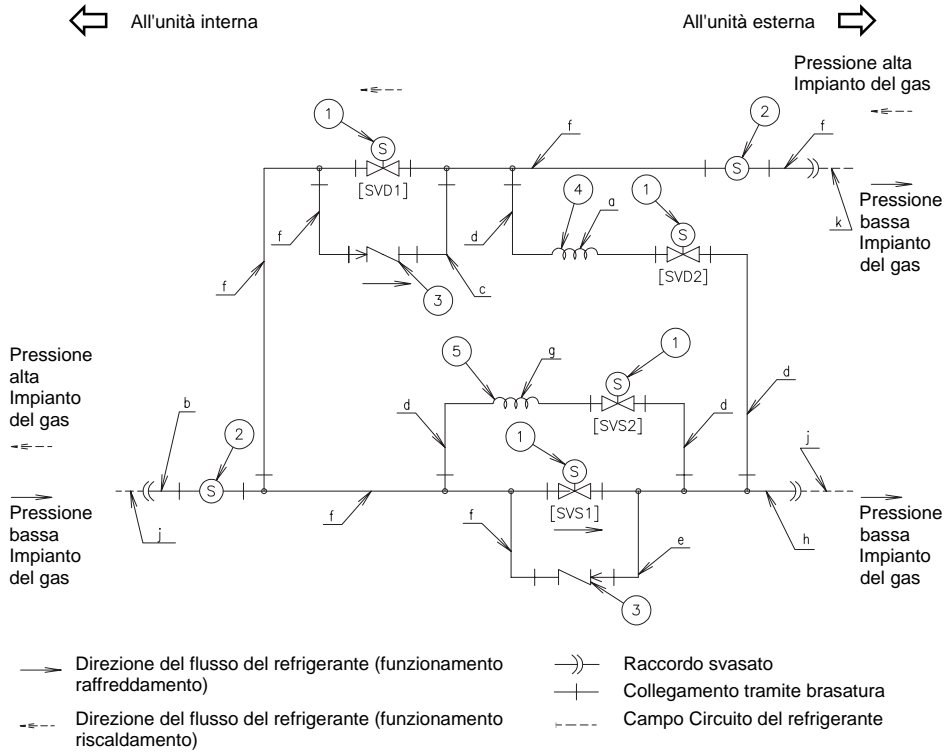 All'unità interna
All'unità esterna
Pressione alta
Impianto del gas
1
2
f
f
S
S
[SVD1]
k
Pressione
bassa
Impianto
del gas
f
d
4
a
1
S
[SVD2]
f
c
3
Pressione
alta
Impianto
del gas
5
g
1
S
[SVS2]
b
2
d
d
d
1
S
j
S
[SVS1]
j
f
f
e
h
Pressione
bassa
Impianto
del gas
Pressione
bassa
Impianto
del gas
3
Direzione del flusso del refrigerante (funzionamento
raffreddamento)
Raccordo svasato
Collegamento tramite brasatura
Direzione del flusso del refrigerante (funzionamento
riscaldamento)
Campo Circuito del refrigerante